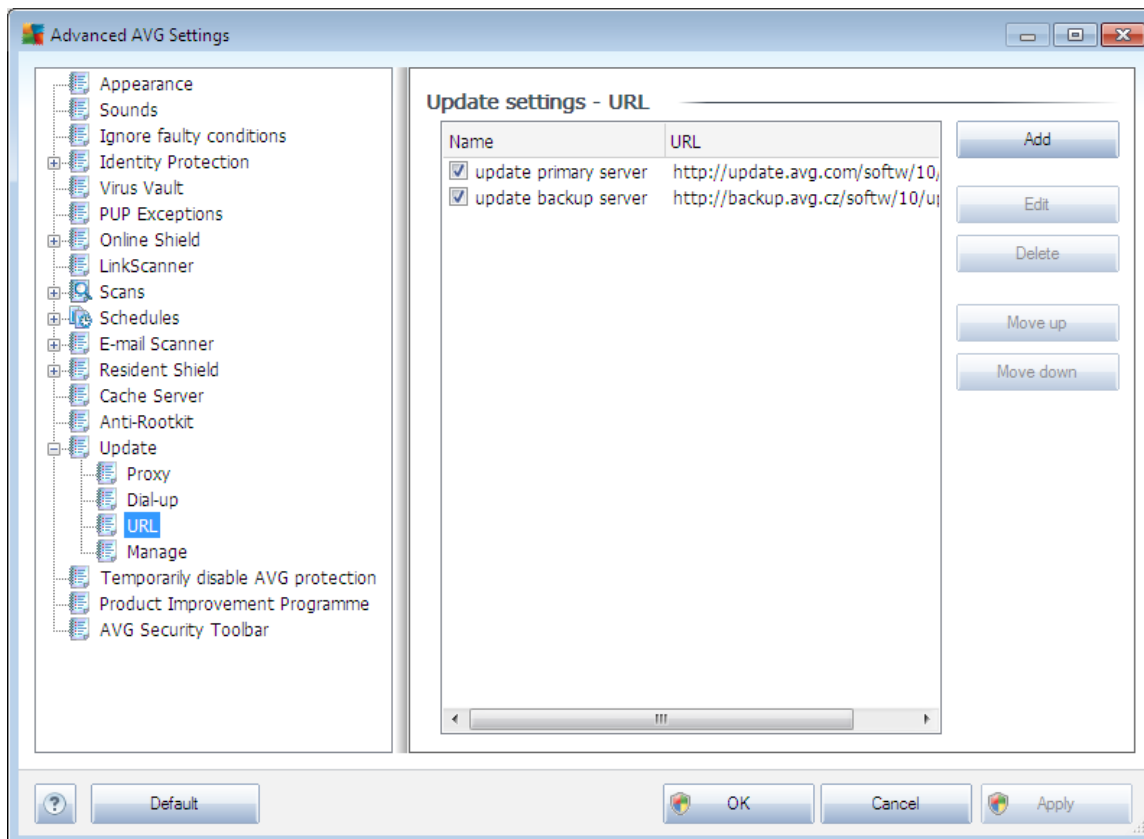 Advanced AVG Settings
Appearance
Sounds
Ignore faulty conditions
Identity Protection
Virus Vault
PUP Exceptions
Online Shield
LinkScanner
Scans
Schedules
E-mail Scanner
Resident Shield
Cache Server
Anti-Rootkit
Update
Proxy
Dial-up
URL
Manage
Temporarily disable AVG protection
Product Improvement Programme
AVG Security Toolbar
Update settings - URL
Name URL
update primary server http://update.avg.com/softw/10/
update backup server http://backup.avg.cz/softw/10/up
Add
Edit
Delete
Move up
Move down
? Default OK Cancel Apply